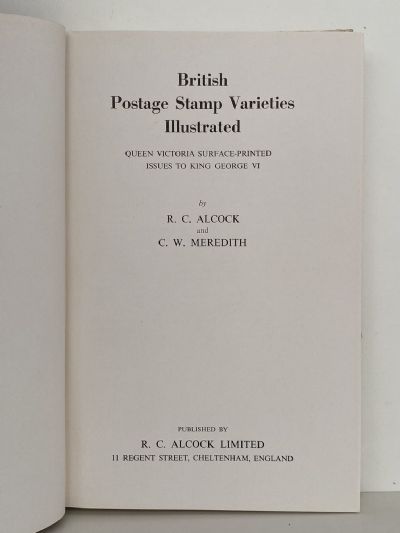 British
Postage Stamp Varieties
Illustrated
QUEEN VICTORIA SURFACE-PRINTED
ISSUES TO KING GEORGE VI
by
R. C. ALCOCK
and
C. W. MEREDITH
PUBLISHED BY
R. C. ALCOCK LIMITED
11 REGENT STREET, CHELTENHAM, ENGLAND